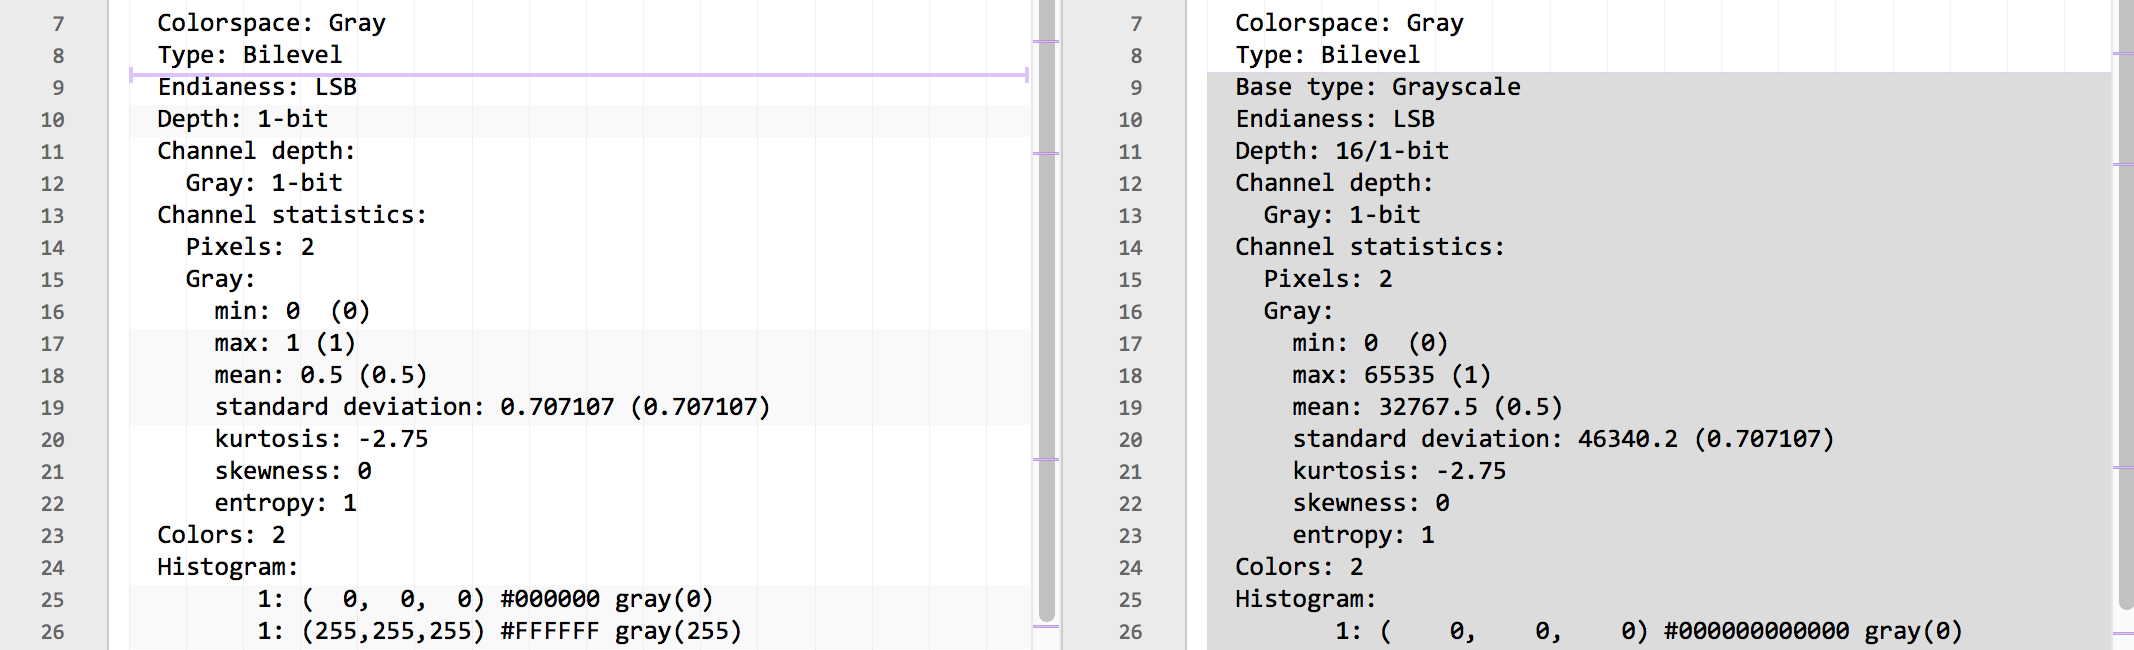 7 Colorspace: Gray
8 Type: Bilevel
9 Endianess: LSB
10 Depth: 1-bit
11 Channel depth:
12 Gray: 1-bit
13 Channel statistics:
14 Pixels: 2
15 Gray:
16 min: 0  (0)
17 max: 1 (1)
18 mean: 0.5 (0.5)
19 standard deviation: 0.707107 (0.707107)
20 kurtosis: -2.75
21 skewness: 0
22 entropy: 1
23 Colors: 2
24 Histogram:
25 1: (  0,  0,  0) #000000 gray(0)
26 1: (255,255,255) #FFFFFF gray(255)
7 Colorspace: Gray
8 Type: Bilevel
9 Base type: Grayscale
10 Endianess: LSB
11 Depth: 16/1-bit
12 Channel depth:
13 Gray: 1-bit
14 Channel statistics:
15 Pixels: 2
16 Gray:
17 min: 0  (0)
18 max: 65535 (1)
19 mean: 32767.5 (0.5)
20 standard deviation: 46340.2 (0.707107)
21 kurtosis: -2.75
22 skewness: 0
23 entropy: 1
24 Colors: 2
25 Histogram:
26 1: (    0,    0,    0) #000000000000 gray(0)